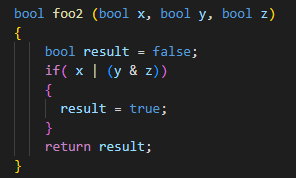 bool foo2 (bool x, bool y, bool z)
{
    bool result = false;
    if( x | (y & z))
    {
      result = true;
    }
    return result;
}